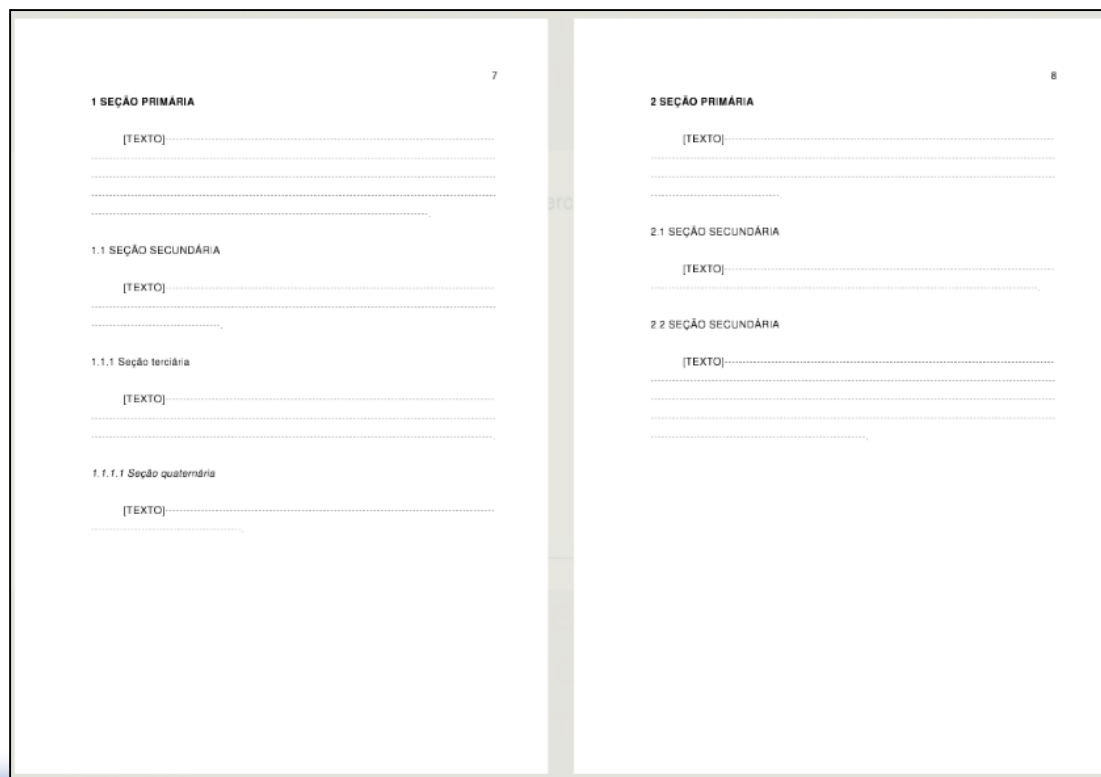 7
1 SEÇÃO PRIMÁRIA
[TEXTO]
1.1 SEÇÃO SECUNDÁRIA
[TEXTO]
1.1.1 Seção terciária
[TEXTO]
1.1.1.1 Seção quaternária
[TEXTO]
8
2 SEÇÃO PRIMÁRIA
[TEXTO]
2.1 SEÇÃO SECUNDÁRIA
[TEXTO]
2.2 SEÇÃO SECUNDÁRIA
[TEXTO]